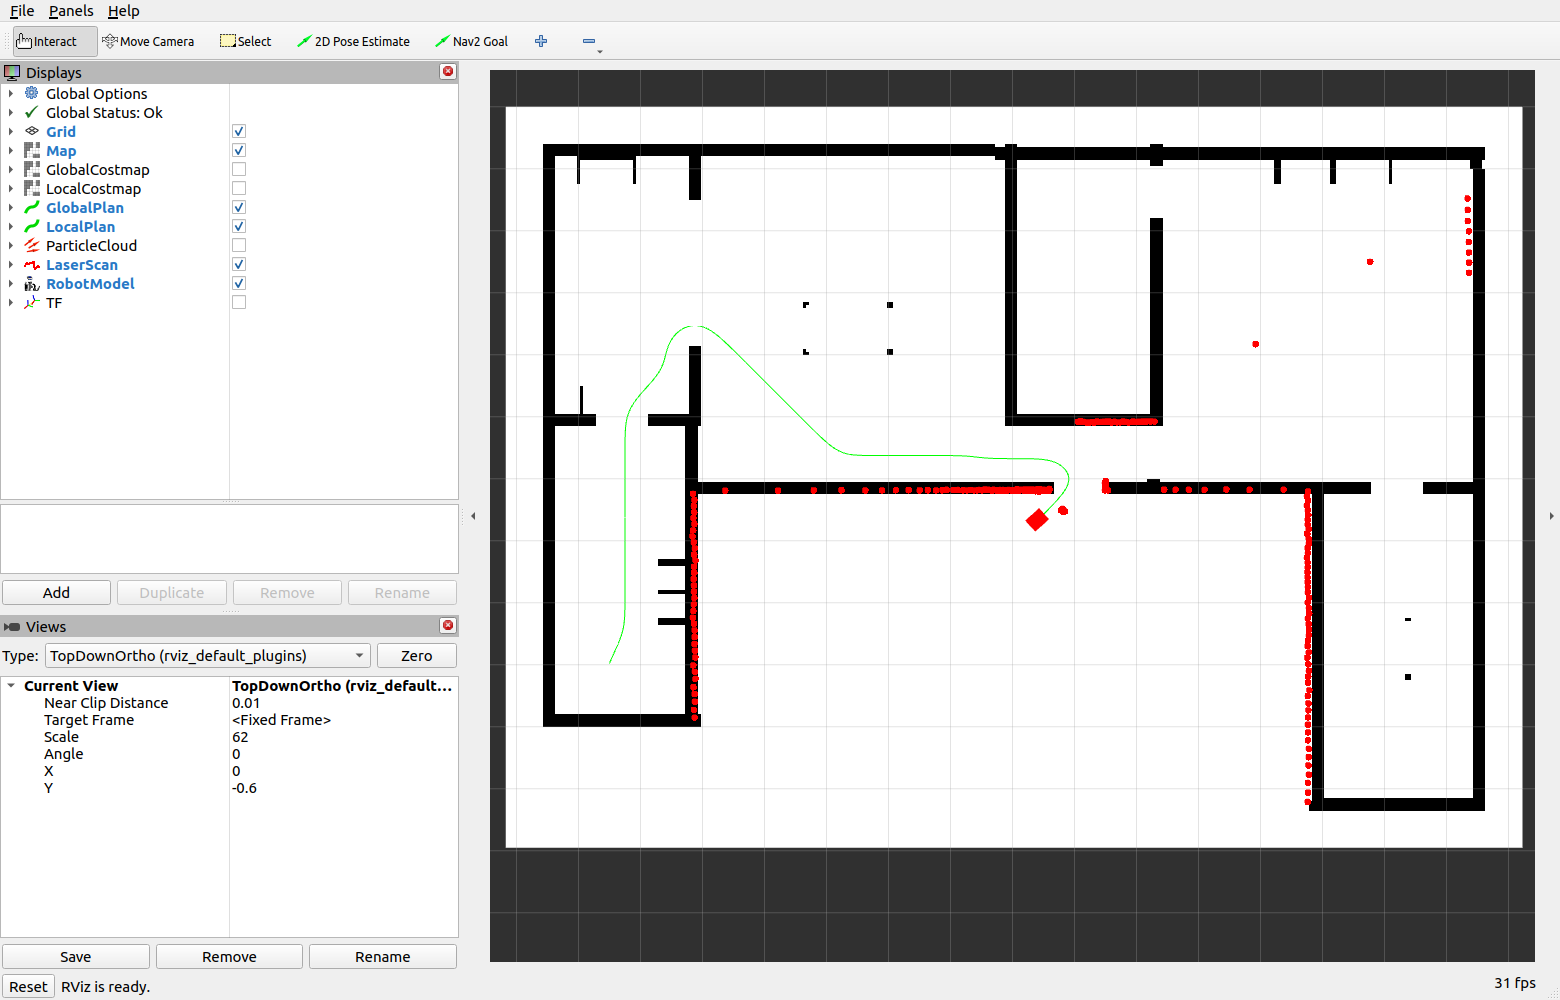 File Panels Help
Interact Move Camera Select 2D Pose Estimate Nav2 Goal
Displays
Global Options
Global Status: Ok
Grid
Map
GlobalCostmap
LocalCostmap
GlobalPlan
LocalPlan
ParticleCloud
LaserScan
RobotModel
TF
Add Duplicate Remove Rename
Views
Type: TopDownOrtho (rviz_default_plugins) Zero
Current View TopDownOrtho (rviz_default...
Near Clip Distance 0.01
Target Frame <Fixed Frame>
Scale 62
Angle 0
X 0
Y -0.6
Save Remove Rename
Reset RViz is ready. 31 fps